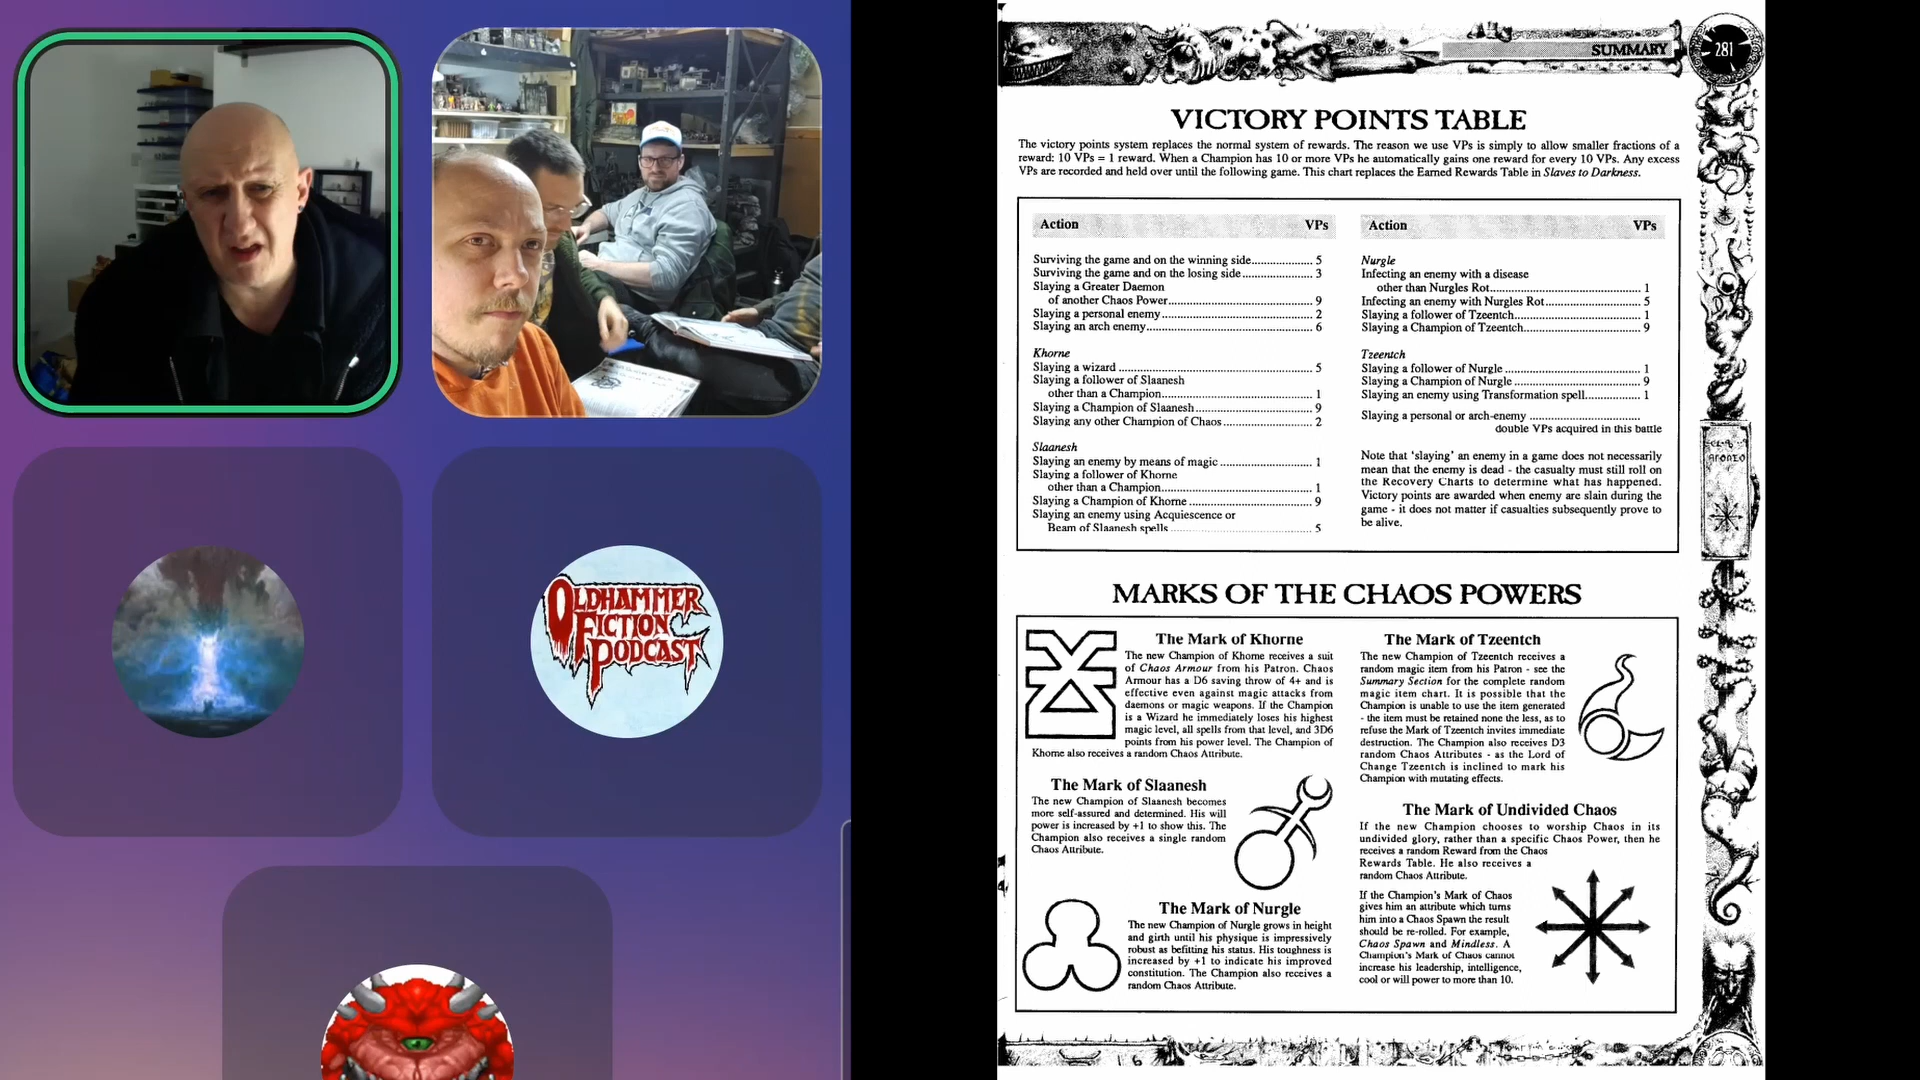 OLDHAMMER
FICTION
PODCAST
SUMMARY
281
VICTORY POINTS TABLE
The victory points system replaces the normal system of rewards. The reason we use VPs is simply to allow smaller fractions of a
reward: 10 VPs = 1 reward. When a Champion has 10 or more VPs he automatically gains one reward for every 10 VPs. Any excess
VPs are recorded and held over until the following game. This chart replaces the Earned Rewards Table in Slaves to Darkness.
Action VPs
Surviving the game and on the winning side.................. 5
Surviving the game and on the losing side.................... 3
Slaying a Greater Daemon
of another Chaos Power........................................ 9
Slaying a personal enemy........................................... 2
Slaying an arch enemy............................................... 6
Khorne
Slaying a wizard ...................................................... 5
Slaying a follower of Slaanesh
other than a Champion.......................................... 1
Slaying a Champion of Slaanesh................................. 9
Slaying any other Champion of Chaos......................... 2
Slaanesh
Slaying an enemy by means of magic .......................... 1
Slaying a follower of Khorne
other than a Champion.......................................... 1
Slaying a Champion of Khorne ................................... 9
Slaying an enemy using Acquiescence or
Beam of Slaanesh spells ........................................ 5
Action VPs
Nurgle
Infecting an enemy with a disease
other than Nurgles Rot.......................................... 1
Infecting an enemy with Nurgles Rot........................... 5
Slaying a follower of Tzeentch................................... 1
Slaying a Champion of Tzeentch................................. 9
Tzeentch
Slaying a follower of Nurgle ..................................... 1
Slaying a Champion of Nurgle ................................... 9
Slaying an enemy using Transformation spell................ 1
Slaying a personal or arch-enemy ..............................
double VPs acquired in this battle
Note that 'slaying' an enemy in a game does not necessarily
mean that the enemy is dead - the casualty must still roll on
the Recovery Charts to determine what has happened.
Victory points are awarded when enemy are slain during the
game - it does not matter if casualties subsequently prove to
be alive.
MARKS OF THE CHAOS POWERS
The Mark of Khorne
The new Champion of Khorne receives a suit
of Chaos Armour from his Patron. Chaos
Armour has a D6 saving throw of 4+ and is
effective even against magic attacks from
daemons or magic weapons. If the Champion
is a Wizard he immediately loses his highest
magic level, all spells from that level, and 3D6
points from his power level. The Champion of
Khorne also receives a random Chaos Attribute.
The Mark of Slaanesh
The new Champion of Slaanesh becomes
more self-assured and determined. His will
power is increased by +1 to show this. The
Champion also receives a single random
Chaos Attribute.
The Mark of Nurgle
The new Champion of Nurgle grows in height
and girth until his physique is impressively
robust as befitting his status. His toughness is
increased by +1 to indicate his improved
constitution. The Champion also receives a
random Chaos Attribute.
The Mark of Tzeentch
The new Champion of Tzeentch receives a
random magic item from his Patron - see the
Summary Section for the complete random
magic item chart. It is possible that the
Champion is unable to use the item generated
- the item must be retained none the less, as to
refuse the Mark of Tzeentch invites immediate
destruction. The Champion also receives D3
random Chaos Attributes - as the Lord of
Change Tzeentch is inclined to mark his
Champion with mutating effects.
The Mark of Undivided Chaos
If the new Champion chooses to worship Chaos in its
undivided glory, rather than a specific Chaos Power, then he
receives a random Reward from the Chaos
Rewards Table. He also receives a
random Chaos Attribute.
If the Champion's Mark of Chaos
gives him an attribute which turns
him into a Chaos Spawn the result
should be re-rolled. For example,
Chaos Spawn and Mindless. A
Champion's Mark of Chaos cannot
increase his leadership, intelligence,
cool or will power to more than 10.